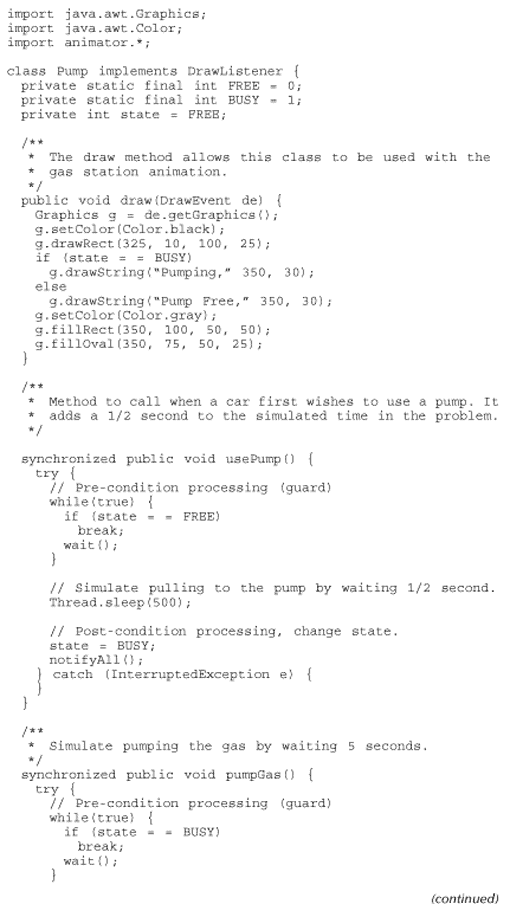 import java.awt.Graphics;
import java.awt.Color;
import animator.*;
class Pump implements DrawListener {
private static final int FREE = 0;
private static final int BUSY = 1;
private int state = FREE;
/**
* The draw method allows this class to be used with the
* gas station animation.
*/
public void draw(DrawEvent de) {
Graphics g = de.getGraphics();
g.setColor(Color.black);
g.drawRect(325, 10, 100, 25);
if (state = = BUSY)
g.drawString(“Pumping,” 350, 30);
else
g.drawString(“Pump Free,” 350, 30);
g.setColor(Color.gray);
g.fillRect(350, 100, 50, 50);
g.fillOval(350, 75, 50, 25);
}
/**
* Method to call when a car first wishes to use a pump. It
* adds a 1/2 second to the simulated time in the problem.
*/
synchronized public void usePump() {
try {
// Pre-condition processing (guard)
while(true) {
if (state = = FREE)
break;
wait();
}
// Simulate pulling to the pump by waiting 1/2 second.
Thread.sleep(500);
// Post-condition processing, change state.
state = BUSY;
notifyAll();
} catch (InterruptedException e) {
}
}
/**
* Simulate pumping the gas by waiting 5 seconds.
*/
synchronized public void pumpGas() {
try {
// Pre-condition processing (guard)
while(true) {
if (state = = BUSY)
break;
wait();
}
(continued)